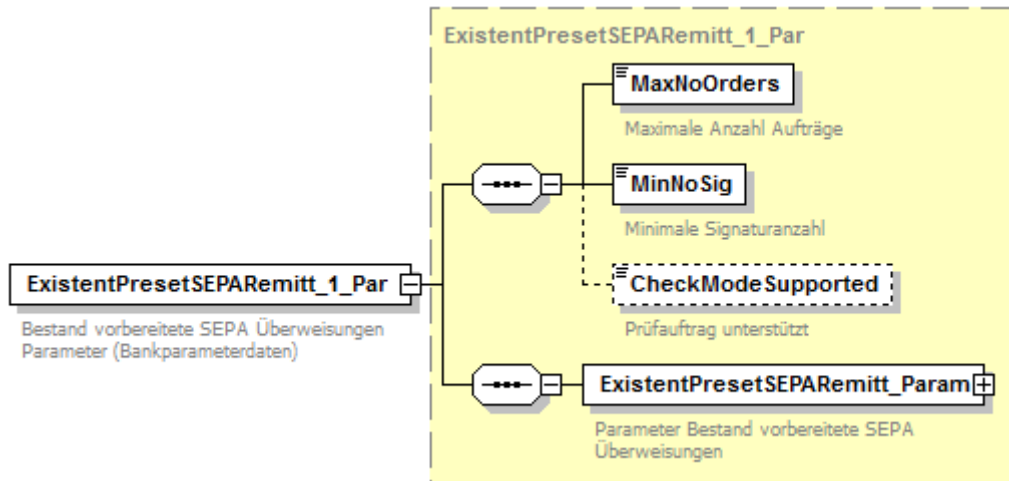 ExistentPresetSEPARemitt_1_Par
MaxNoOrders
Maximale Anzahl Aufträge
MinNoSig
Minimale Signaturanzahl
ExistentPresetSEPARemitt_1_Par
Bestand vorbereitete SEPA Überweisungen
Parameter (Bankparameterdaten)
CheckModeSupported
Prüfauftrag unterstützt
ExistentPresetSEPARemitt_Param
Parameter Bestand vorbereitete SEPA
Überweisungen